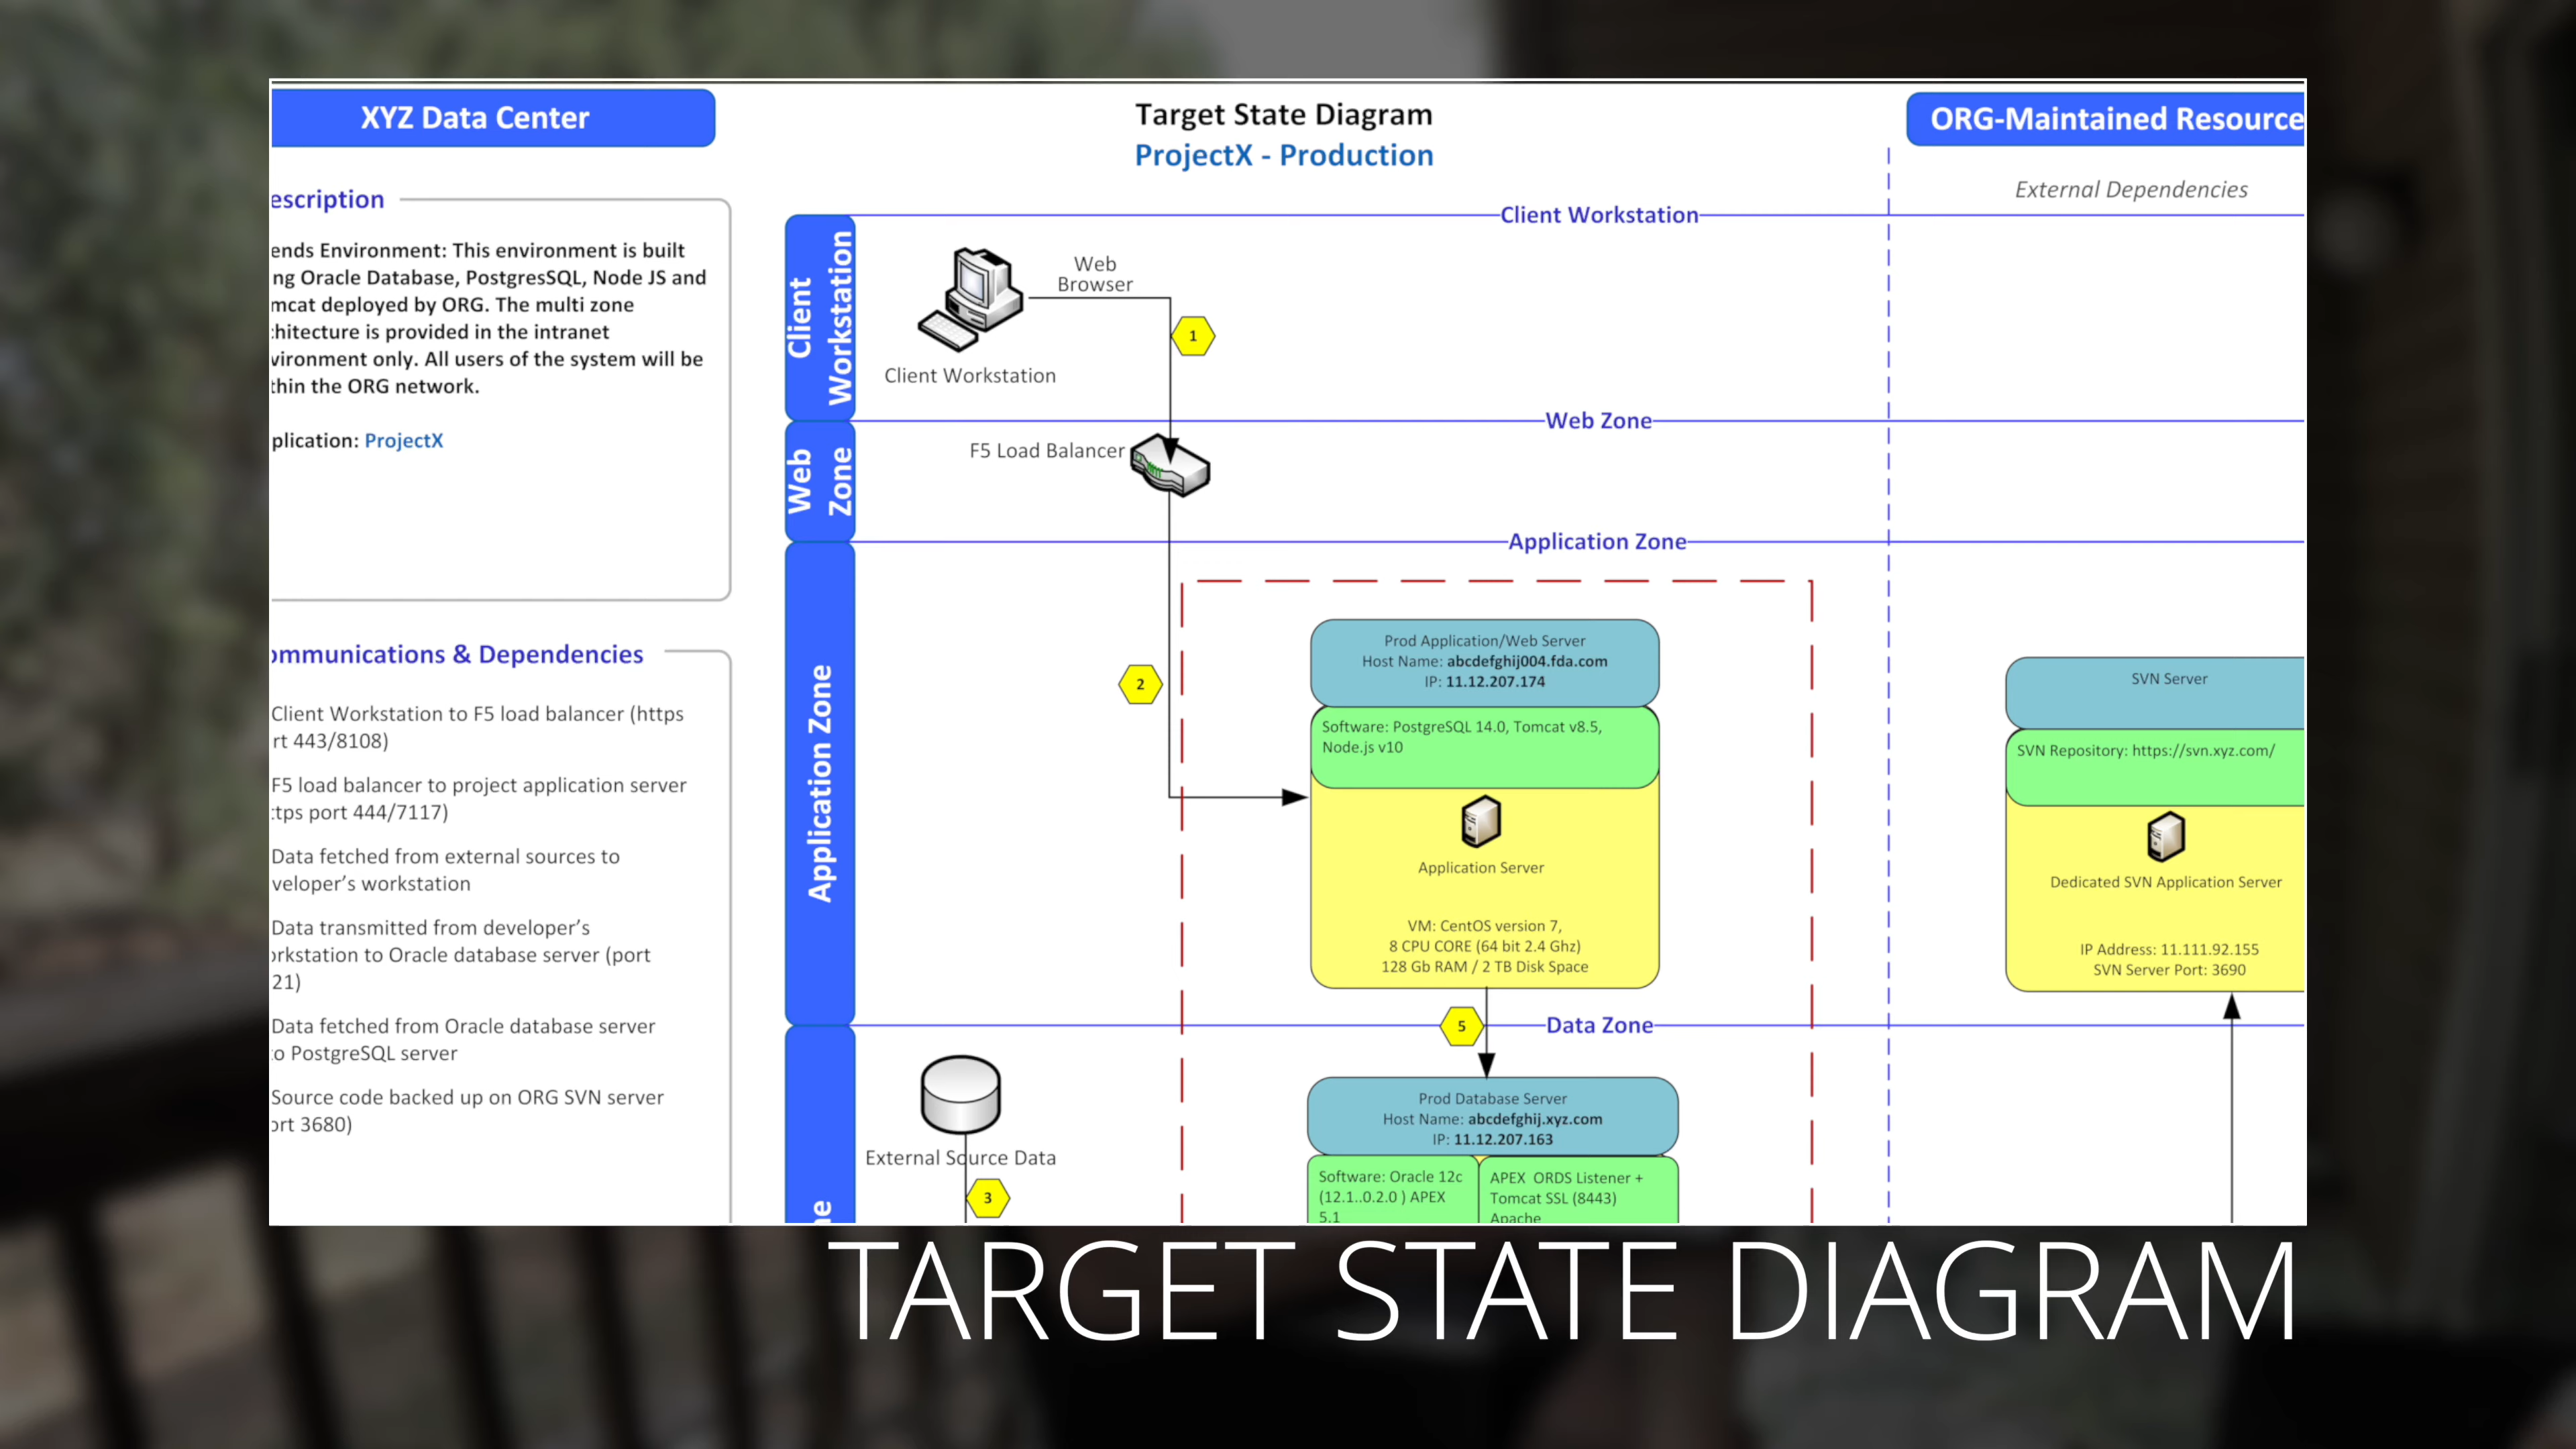 XYZ Data Center
Target State Diagram
ProjectX - Production
ORG-Maintained Resource
External Dependencies
escription
ends Environment: This environment is built
ng Oracle Database, PostgresSQL, Node JS and
mcat deployed by ORG. The multi zone
hitecture is provided in the intranet
vironment only. All users of the system will be
thin the ORG network.
plication: ProjectX
ommunications & Dependencies
Client Workstation to F5 load balancer (https
rt 443/8108)
F5 load balancer to project application server
tps port 444/7117)
Data fetched from external sources to
veloper's workstation
Data transmitted from developer's
orkstation to Oracle database server (port
21)
Data fetched from Oracle database server
o PostgreSQL server
Source code backed up on ORG SVN server
ort 3680)
Client Workstation
Client
Workstation
Web
Browser
1
Client Workstation
Web Zone
Web
Zone
F5 Load Balancer
Application Zone
Application Zone
2
Prod Application/Web Server
Host Name: abcdefghij004.fda.com
IP: 11.12.207.174
Software: PostgreSQL 14.0, Tomcat v8.5,
Node.js v10
Application Server
VM: CentOS version 7,
8 CPU CORE (64 bit 2.4 Ghz)
128 Gb RAM / 2 TB Disk Space
SVN Server
SVN Repository: https://svn.xyz.com/
Dedicated SVN Application Server
IP Address: 11.111.92.155
SVN Server Port: 3690
5
Data Zone
External Source Data
3
Prod Database Server
Host Name: abcdefghij.xyz.com
IP: 11.12.207.163
Software: Oracle 12c
(12.1..0.2.0 ) APEX
5.1
APEX ORDS Listener +
Tomcat SSL (8443)
Apache
ne
TARGET STATE DIAGRAM